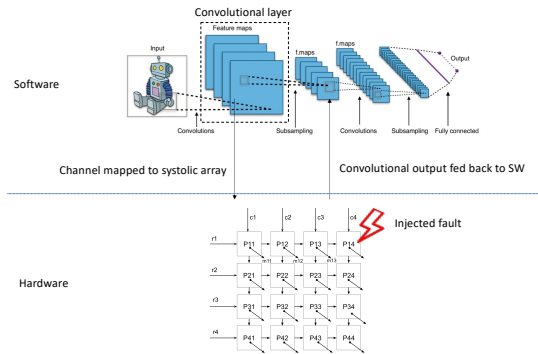 Convolutional layer
Feature maps
Input
f.maps
f.maps
Output
Software
Convolutions
Subsampling
Convolutions
Subsampling
Fully connected
Channel mapped to systolic array
Convolutional output fed back to SW
c1 c2 c3 c4
Injected fault
r1 P11 P12 P13 P14
m11 m12 m13
r2 P21 P22 P23 P24
Hardware
r3 P31 P32 P33 P34
r4 P41 P42 P43 P44